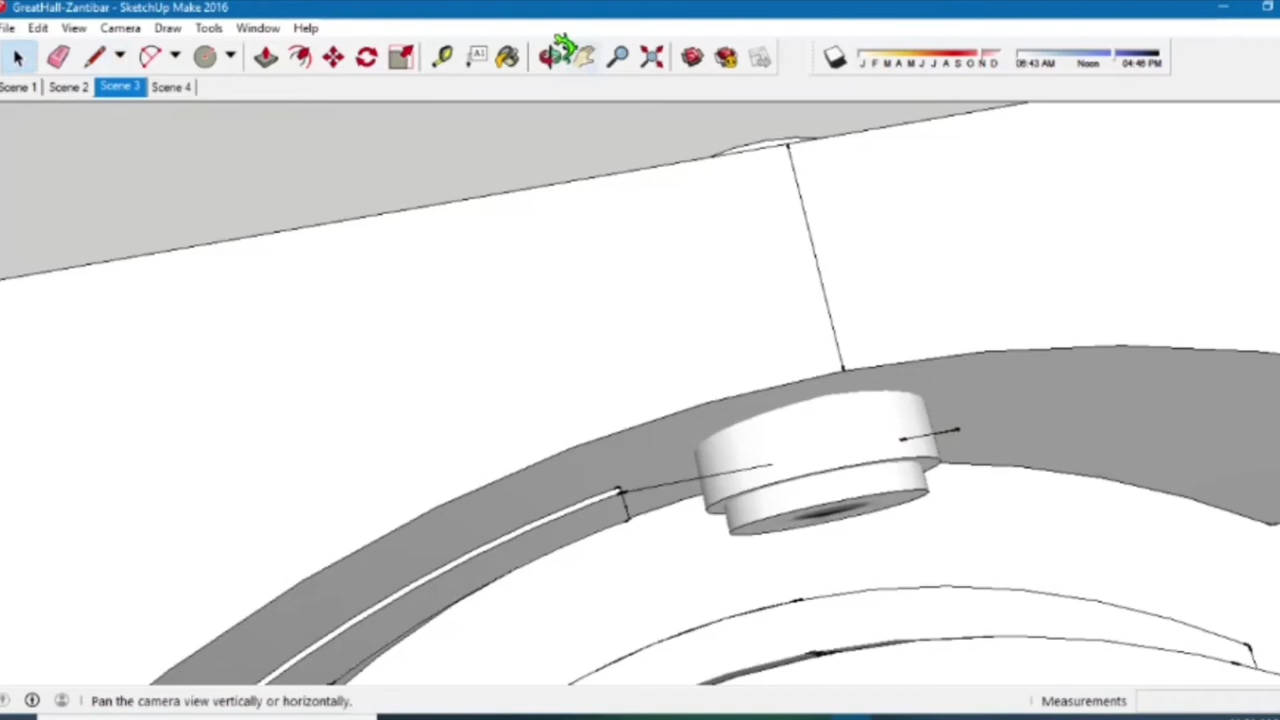 GreatHall-Zantibar - SketchUp Make 2016
File Edit View Camera Draw Tools Window Help
A1
J F M A M J J A S O N D
06:43 AM Noon 04:46 PM
Scene 1 Scene 2 Scene 3 Scene 4
Pan the camera view vertically or horizontally.
Measurements